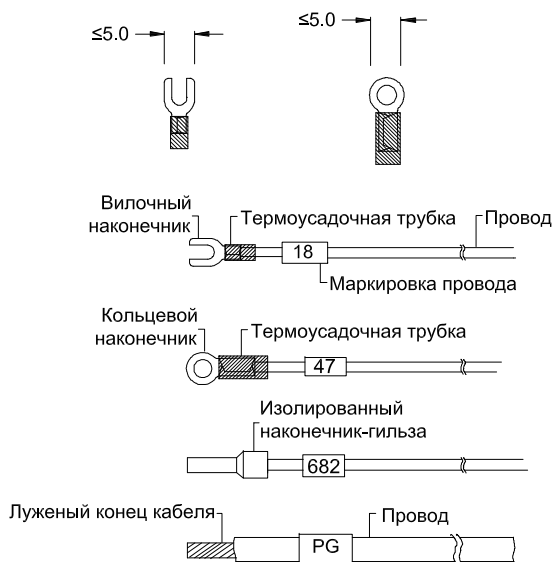 ≤5.0
≤5.0
Вилочный
наконечник
Термоусадочная трубка
Провод
18
Маркировка провода
Кольцевой
наконечник
Термоусадочная трубка
47
Изолированный
наконечник-гильза
682
Луженый конец кабеля
Провод
PG